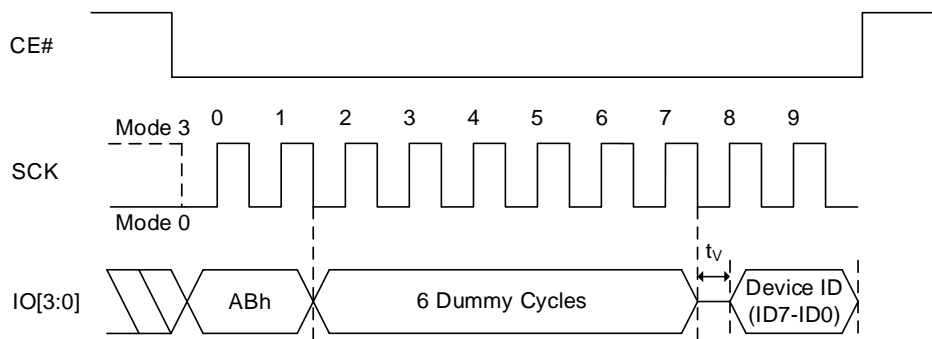 CE#
0 1 2 3 4 5 6 7 8 9
Mode 3
SCK
Mode 0
tV
IO[3:0]
ABh
6 Dummy Cycles
Device ID
(ID7-ID0)